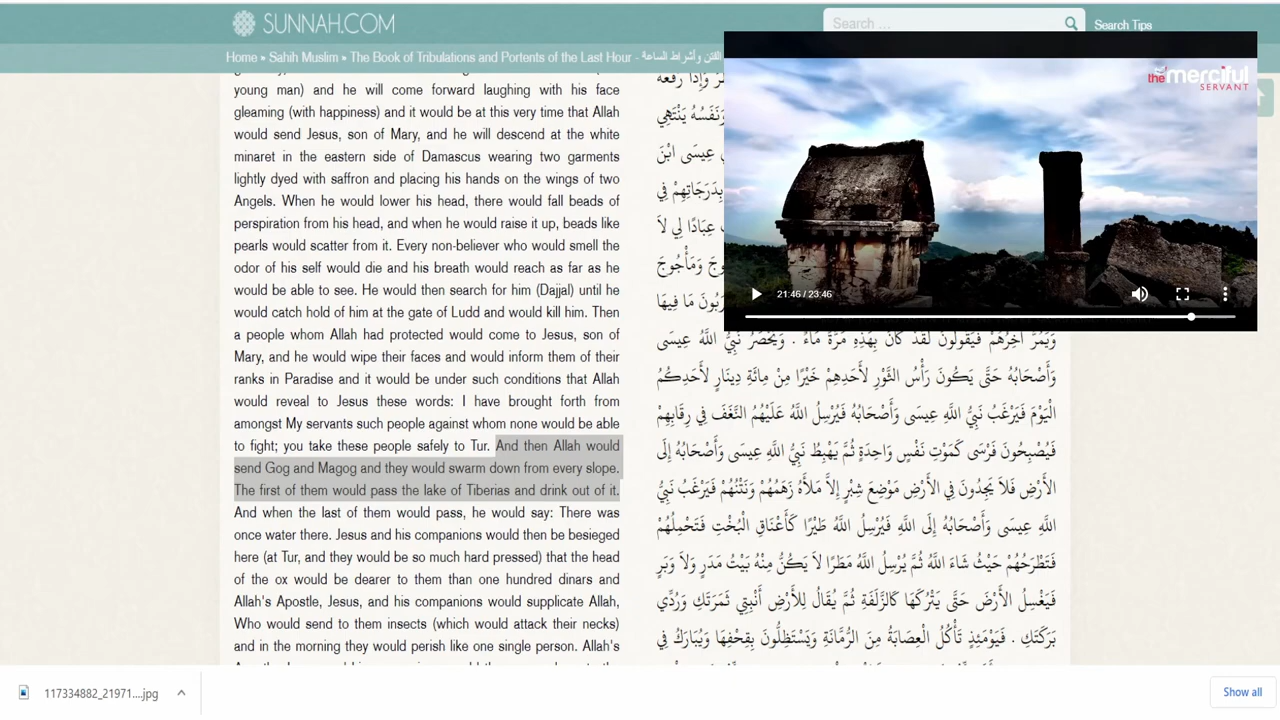 SUNNAH.COM
Search ...
Search Tips
Home » Sahih Muslim » The Book of Tribulations and Portents of the Last Hour - الفتن وأشراط الساعة
young man) and he will come forward laughing with his face
gleaming (with happiness) and it would be at this very time that Allah
would send Jesus, son of Mary, and he will descend at the white
minaret in the eastern side of Damascus wearing two garments
lightly dyed with saffron and placing his hands on the wings of two
Angels. When he would lower his head, there would fall beads of
perspiration from his head, and when he would raise it up, beads like
pearls would scatter from it. Every non-believer who would smell the
odor of his self would die and his breath would reach as far as he
would be able to see. He would then search for him (Dajjal) until he
would catch hold of him at the gate of Ludd and would kill him. Then
a people whom Allah had protected would come to Jesus, son of
Mary, and he would wipe their faces and would inform them of their
ranks in Paradise and it would be under such conditions that Allah
would reveal to Jesus these words: I have brought forth from
amongst My servants such people against whom none would be able
to fight; you take these people safely to Tur. And then Allah would
send Gog and Magog and they would swarm down from every slope.
The first of them would pass the lake of Tiberias and drink out of it.
And when the last of them would pass, he would say: There was
once water there. Jesus and his companions would then be besieged
here (at Tur, and they would be so much hard pressed) that the head
of the ox would be dearer to them than one hundred dinars and
Allah's Apostle, Jesus, and his companions would supplicate Allah,
Who would send to them insects (which would attack their necks)
and in the morning they would perish like one single person. Allah's
وَإِذَا رَفَعَهُ
وَنَفَسُهُ يَنْتَهِي
عِيسَى ابْنَ
بِدَرَجَاتِهِمْ فِي
عِبَادًا لِي لاَ
وَمَأْجُوجَ
مَا فِيهَا
وَيَمُرُّ آخِرُهُمْ فَيَقُولُونَ لَقَدْ كَانَ بِهَذِهِ مَرَّةً مَاءٌ . وَيُحْصَرُ نَبِيُّ اللَّهِ عِيسَى
وَأَصْحَابُهُ حَتَّى يَكُونَ رَأْسُ الثَّوْرِ لأَحَدِهِمْ خَيْرًا مِنْ مِائَةِ دِينَارٍ لأَحَدِكُمُ
الْيَوْمَ فَيَرْغَبُ نَبِيُّ اللَّهِ عِيسَى وَأَصْحَابُهُ فَيُرْسِلُ اللَّهُ عَلَيْهُمُ النَّغَفَ فِي رِقَابِهِمْ
فَيُصْبِحُونَ فَرْسَى كَمَوْتِ نَفْسٍ وَاحِدَةٍ ثُمَّ يَهْبِطُ نَبِيُّ اللَّهِ عِيسَى وَأَصْحَابُهُ إِلَى
الأَرْضِ فَلاَ يَجِدُونَ فِي الأَرْضِ مَوْضِعَ شِبْرٍ إِلاَّ مَلأَهُ زَهَمُهُمْ وَنَتْنُهُمْ فَيَرْغَبُ نَبِيُّ
اللَّهِ عِيسَى وَأَصْحَابُهُ إِلَى اللَّهِ فَيُرْسِلُ اللَّهُ طَيْرًا كَأَعْنَاقِ الْبُخْتِ فَتَحْمِلُهُمْ
فَتَطْرَحُهُمْ حَيْثُ شَاءَ اللَّهُ ثُمَّ يُرْسِلُ اللَّهُ مَطَرًا لاَ يَكُنُّ مِنْهُ بَيْتُ مَدَرٍ وَلاَ وَبَرٍ
فَيَغْسِلُ الأَرْضَ حَتَّى يَتْرُكَهَا كَالزَّلَفَةِ ثُمَّ يُقَالُ لِلأَرْضِ أَنْبِتِي ثَمَرَتَكِ وَرُدِّي
بَرَكَتَكِ . فَيَوْمَئِذٍ تَأْكُلُ الْعِصَابَةُ مِنَ الرُّمَّانَةِ وَيَسْتَظِلُّونَ بِقِحْفِهَا وَيُبَارَكُ فِي
the merciful
SERVANT
21:46 / 23:46
117334882_21971....jpg
Show all